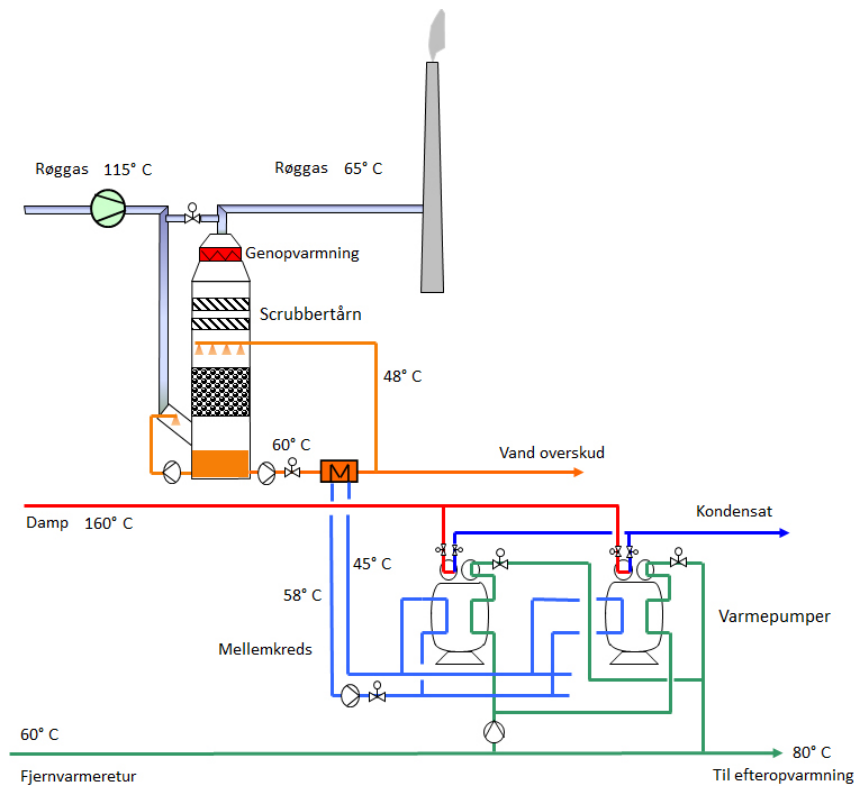 Røggas 115° C
Røggas 65° C
Genopvarmning
Scrubbertårn
48° C
60° C
Vand overskud
M
Damp 160° C
Kondensat
45° C
58° C
Varmepumper
Mellemkreds
60° C
80° C
Fjernvarmeretur
Til efteropvarmning